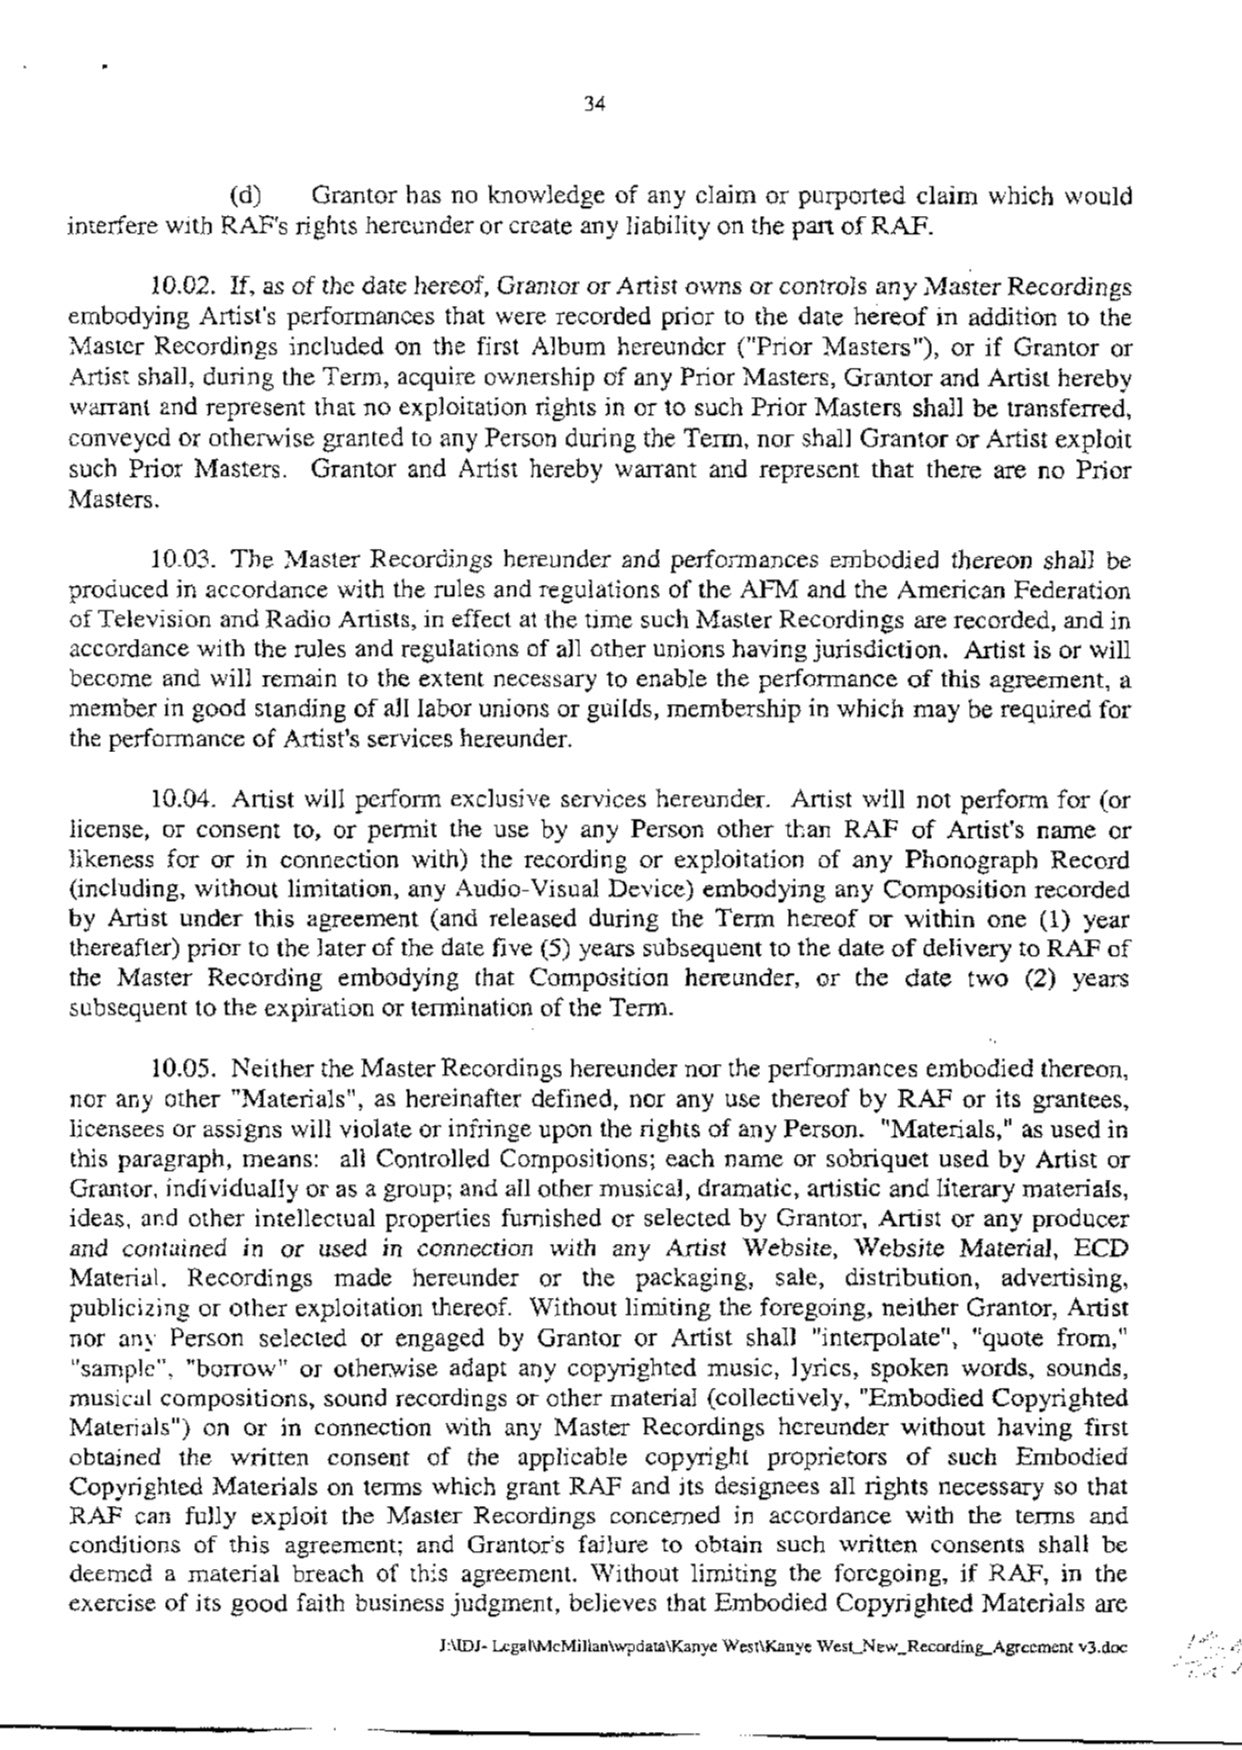 34
(d) Grantor has no knowledge of any claim or purported claim which would
interfere with RAF's rights hereunder or create any liability on the part of RAF.
10.02. If, as of the date hereof, Grantor or Artist owns or controls any Master Recordings
embodying Artist's performances that were recorded prior to the date hereof in addition to the
Master Recordings included on the first Album hereunder ("Prior Masters"), or if Grantor or
Artist shall, during the Term, acquire ownership of any Prior Masters, Grantor and Artist hereby
warrant and represent that no exploitation rights in or to such Prior Masters shall be transferred,
conveyed or otherwise granted to any Person during the Term, nor shall Grantor or Artist exploit
such Prior Masters. Grantor and Artist hereby warrant and represent that there are no Prior
Masters.
10.03. The Master Recordings hereunder and performances embodied thereon shall be
produced in accordance with the rules and regulations of the AFM and the American Federation
of Television and Radio Artists, in effect at the time such Master Recordings are recorded, and in
accordance with the rules and regulations of all other unions having jurisdiction. Artist is or will
become and will remain to the extent necessary to enable the performance of this agreement, a
member in good standing of all labor unions or guilds, membership in which may be required for
the performance of Artist's services hereunder.
10.04. Artist will perform exclusive services hereunder. Artist will not perform for (or
license, or consent to, or permit the use by any Person other than RAF of Artist's name or
likeness for or in connection with) the recording or exploitation of any Phonograph Record
(including, without limitation, any Audio-Visual Device) embodying any Composition recorded
by Artist under this agreement (and released during the Term hereof or within one (1) year
thereafter) prior to the later of the date five (5) years subsequent to the date of delivery to RAF of
the Master Recording embodying that Composition hereunder, or the date two (2) years
subsequent to the expiration or termination of the Term.
10.05. Neither the Master Recordings hereunder nor the performances embodied thereon,
nor any other "Materials", as hereinafter defined, nor any use thereof by RAF or its grantees,
licensees or assigns will violate or infringe upon the rights of any Person. "Materials," as used in
this paragraph, means: all Controlled Compositions; each name or sobriquet used by Artist or
Grantor, individually or as a group; and all other musical, dramatic, artistic and literary materials,
ideas, and other intellectual properties furnished or selected by Grantor, Artist or any producer
and contained in or used in connection with any Artist Website, Website Material, ECD
Material. Recordings made hereunder or the packaging, sale, distribution, advertising,
publicizing or other exploitation thereof. Without limiting the foregoing, neither Grantor, Artist
nor any Person selected or engaged by Grantor or Artist shall "interpolate", "quote from,"
"sample", "borrow" or otherwise adapt any copyrighted music, lyrics, spoken words, sounds,
musical compositions, sound recordings or other material (collectively, "Embodied Copyrighted
Materials") on or in connection with any Master Recordings hereunder without having first
obtained the written consent of the applicable copyright proprietors of such Embodied
Copyrighted Materials on terms which grant RAF and its designees all rights necessary so that
RAF can fully exploit the Master Recordings concerned in accordance with the terms and
conditions of this agreement; and Grantor's failure to obtain such written consents shall be
deemed a material breach of this agreement. Without limiting the foregoing, if RAF, in the
exercise of its good faith business judgment, believes that Embodied Copyrighted Materials are
J:\IDJ- Legal\McMillan\wpdata\Kanye West\Kanye West_New_Recording_Agreement v3.doc